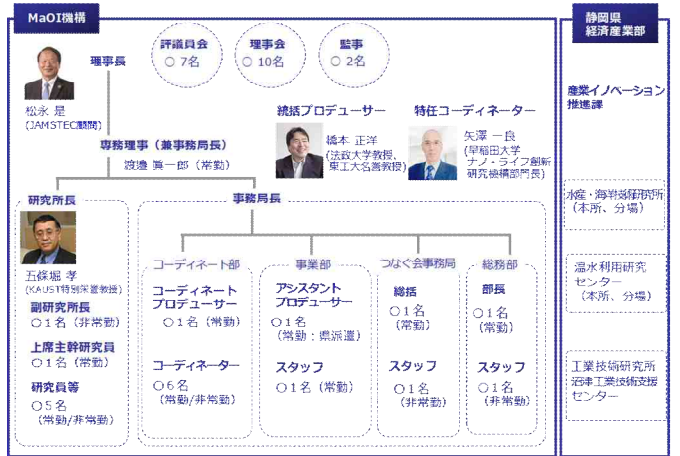 MaOI機構
評議員会
○ 7名
理事会
○ 10名
監事
○ 2名
理事長
松永 是
(JAMSTEC顧問)
統括プロデューサー
橋本 正洋
(法政大学教授、
東工大名誉教授)
特任コーディネーター
矢澤 一良
(早稲田大学
ナノ・ライフ創新
研究機構部門長)
専務理事（兼事務局長）
渡邉 眞一郎（常勤）
研究所長
五條堀 孝
(KAUST特別栄誉教授)
副研究所長
○1名（非常勤）
上席主幹研究員
○1名（常勤）
研究員等
○5名
（常勤/非常勤）
事務局長
コーディネート部
コーディネート
プロデューサー
○1名（常勤）
コーディネーター
○6名
（常勤/非常勤）
事業部
アシスタント
プロデューサー
○1名
（常勤：県派遣）
スタッフ
○1名（常勤）
つなぐ会事務局
総括
○1名
（常勤）
スタッフ
○1名
（非常勤）
総務部
部長
○1名
（常勤）
スタッフ
○1名
（非常勤）
静岡県
経済産業部
産業イノベーション
推進課
水産・海洋技術研究所
（本所、分場）
温水利用研究
センター
（本所、分場）
工業技術研究所
沼津工業技術支援
センター